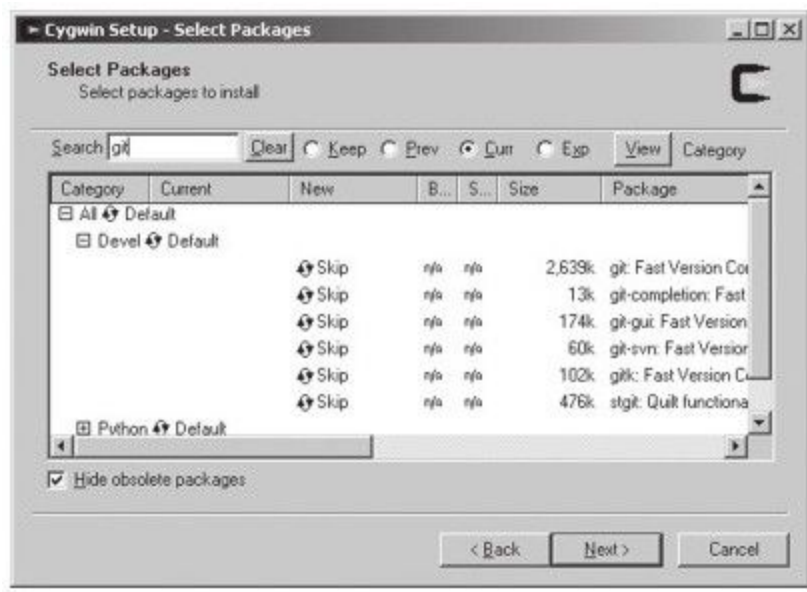 Cygwin Setup - Select Packages
Select Packages
Select packages to install
Search git Clear Keep Prev Curr Exp View Category
Category Current New B... S... Size Package
All Default
Devel Default
Skip n/a n/a 2,639k git: Fast Version Co
Skip n/a n/a 13k git-completion: Fast
Skip n/a n/a 174k git-gui: Fast Version
Skip n/a n/a 60k git-svn: Fast Version
Skip n/a n/a 102k gitk: Fast Version C
Skip n/a n/a 476k stgit: Quilt functiona
Python Default
Hide obsolete packages
< Back Next > Cancel